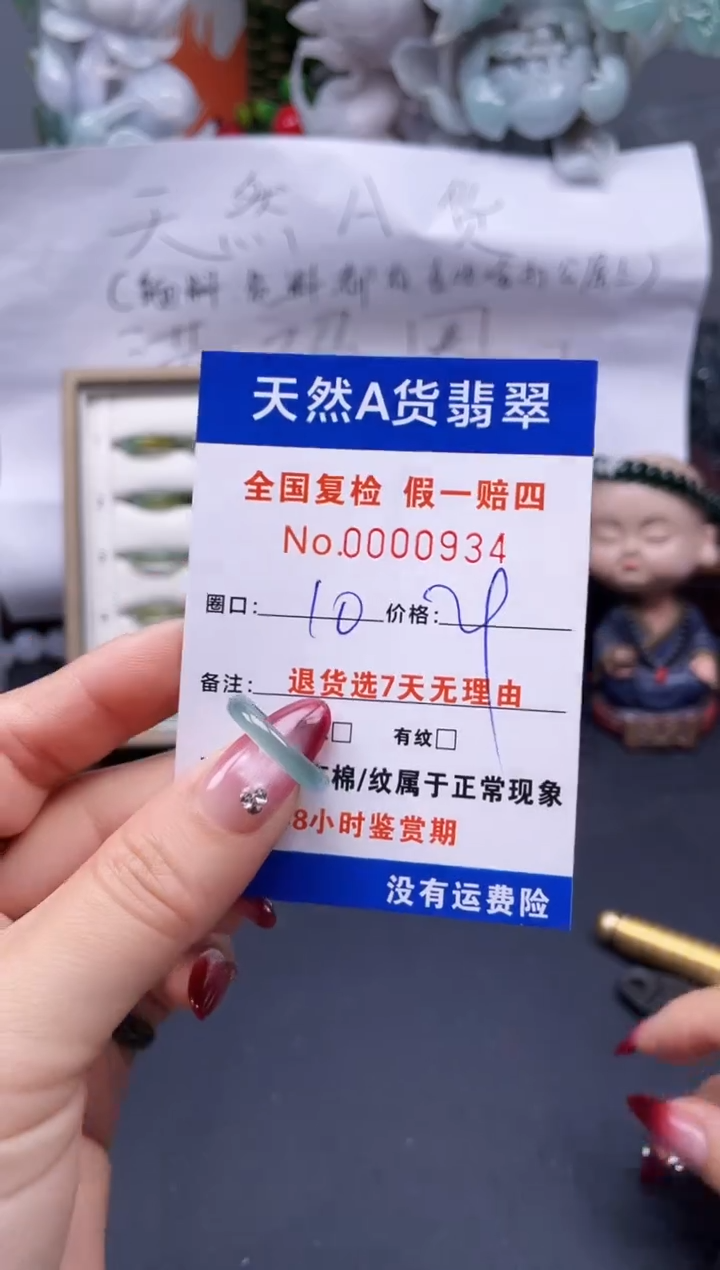 天然A货
天然A货翡翠
全国复检 假一赔四
No.0000934
圈口: 10 价格:
备注: 退货选7天无理由
有纹□
棉/纹属于正常现象
8小时鉴赏期
没有运费险